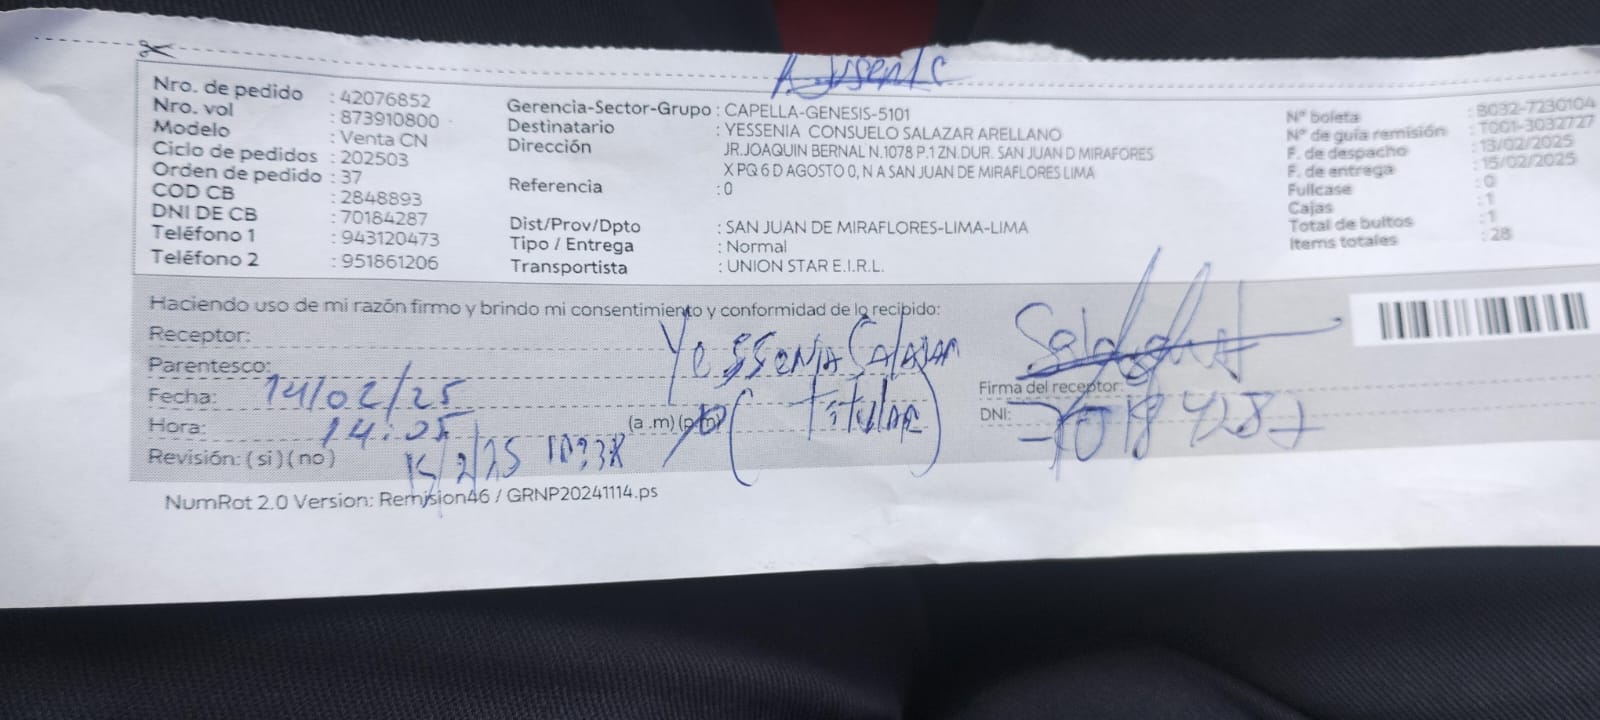 Ausente
Nro. de pedido : 42076852
Nro. vol : 873910800
Modelo : Venta CN
Ciclo de pedidos : 202503
Orden de pedido : 37
COD CB : 2848893
DNI DE CB : 70184287
Teléfono 1 : 943120473
Teléfono 2 : 951861206
Gerencia-Sector-Grupo : CAPELLA-GENESIS-5101
Destinatario : YESSENIA CONSUELO SALAZAR ARELLANO
Dirección : JR.JOAQUIN BERNAL N.1078 P.1 ZN.DUR. SAN JUAN D MIRAFORES
X PQ 6 D AGOSTO 0, N A SAN JUAN DE MIRAFLORES LIMA
Referencia : 0
Dist/Prov/Dpto : SAN JUAN DE MIRAFLORES-LIMA-LIMA
Tipo / Entrega : Normal
Transportista : UNION STAR E.I.R.L.
N° boleta : B032-7230104
N° de guía remisión : T001-3032727
F. de despacho : 13/02/2025
F. de entrega : 15/02/2025
Fullcase : 0
Cajas : 1
Total de bultos : 1
Items totales : 28
Haciendo uso de mi razón firmo y brindo mi consentimiento y conformidad de lo recibido:
Receptor: Yessenia Salazar
Parentesco: (Titular)
Fecha: 14/02/25
Hora: 14:05 (a.m) (p.m)
15/2/25 10:38
Revisión: (si) (no)
Firma del receptor:
DNI: 70184287
NumRot 2.0 Version: Remision46 / GRNP20241114.ps